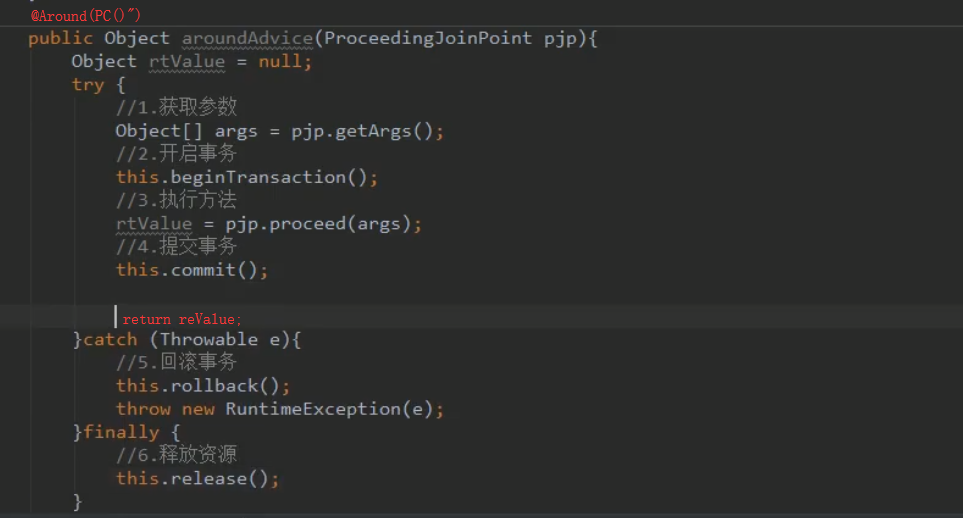 @Around(PC()")
public Object aroundAdvice(ProceedingJoinPoint pjp){
Object rtValue = null;
try {
//1.获取参数
Object[] args = pjp.getArgs();
//2.开启事务
this.beginTransaction();
//3.执行方法
rtValue = pjp.proceed(args);
//4.提交事务
this.commit();
return reValue;
}catch (Throwable e){
//5.回滚事务
this.rollback();
throw new RuntimeException(e);
}finally {
//6.释放资源
this.release();
}